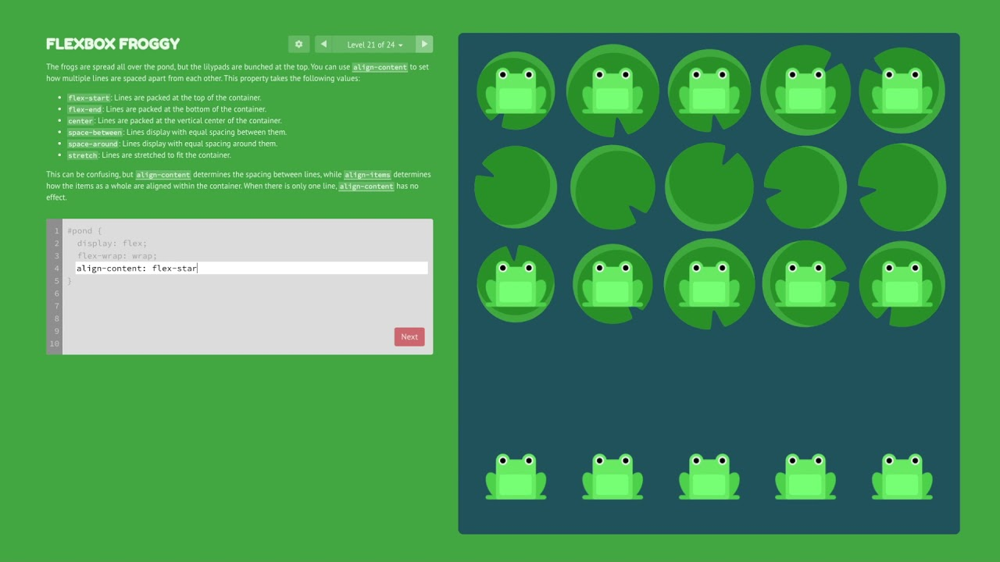 FLEXBOX FROGGY
Level 21 of 24
The frogs are spread all over the pond, but the lilypads are bunched at the top. You can use align-content to set
how multiple lines are spaced apart from each other. This property takes the following values:
flex-start: Lines are packed at the top of the container.
flex-end: Lines are packed at the bottom of the container.
center: Lines are packed at the vertical center of the container.
space-between: Lines display with equal spacing between them.
space-around: Lines display with equal spacing around them.
stretch: Lines are stretched to fit the container.
This can be confusing, but align-content determines the spacing between lines, while align-items determines
how the items as a whole are aligned within the container. When there is only one line, align-content has no
effect.
1 #pond {
2 display: flex;
3 flex-wrap: wrap;
4 align-content: flex-star
5 }
6
7
8
9
10
Next